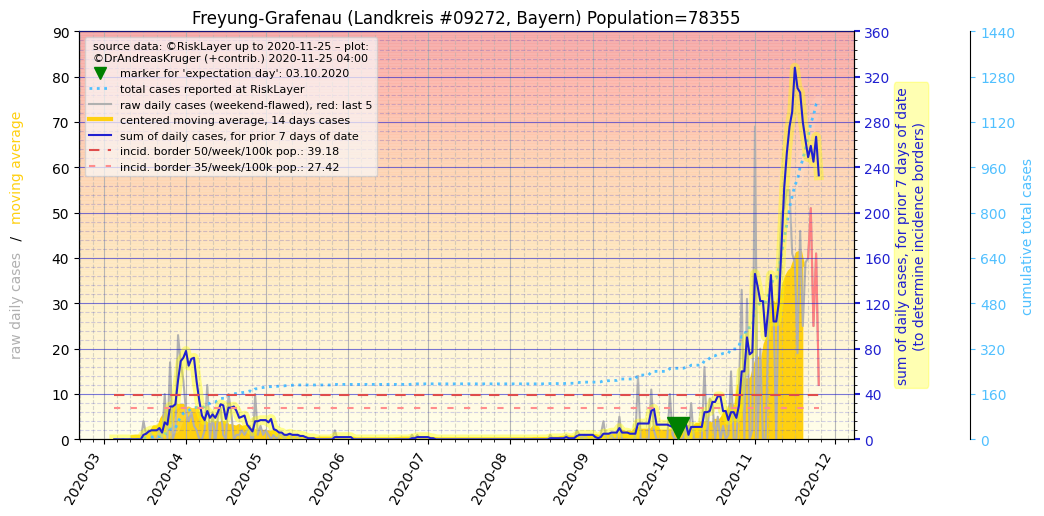 Freyung-Grafenau (Landkreis #09272, Bayern) Population=78355
source data: ©RiskLayer up to 2020-11-25 – plot:
©DrAndreasKruger (+contrib.) 2020-11-25 04:00
marker for 'expectation day': 03.10.2020
total cases reported at RiskLayer
raw daily cases (weekend-flawed), red: last 5
centered moving average, 14 days cases
sum of daily cases, for prior 7 days of date
incid. border 50/week/100k pop.: 39.18
incid. border 35/week/100k pop.: 27.42
raw daily cases / moving average
90
80
70
60
50
40
30
20
10
0
2020-03
2020-04
2020-05
2020-06
2020-07
2020-08
2020-09
2020-10
2020-11
2020-12
360
320
280
240
200
160
120
80
40
0
sum of daily cases, for prior 7 days of date
(to determine incidence borders)
1440
1280
1120
960
800
640
480
320
160
0
cumulative total cases